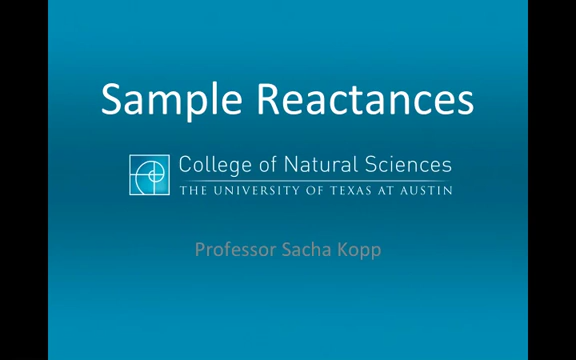 Sample Reactances
College of Natural Sciences
THE UNIVERSITY OF TEXAS AT AUSTIN
Professor Sacha Kopp